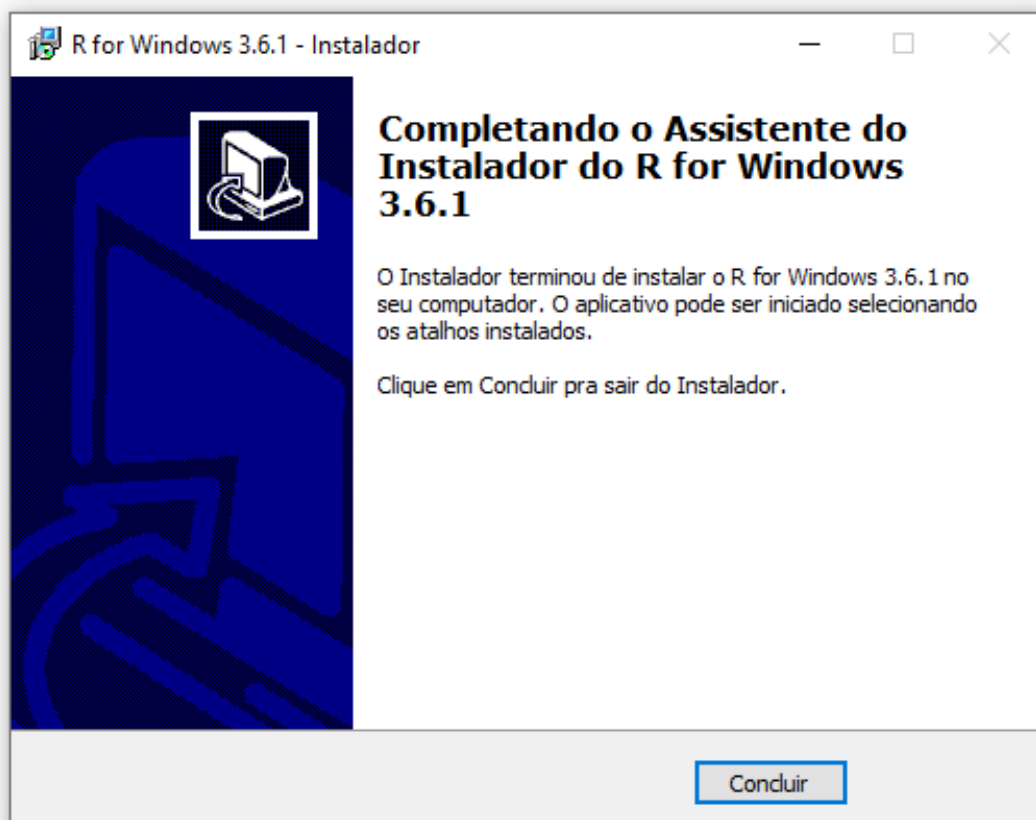 R for Windows 3.6.1 - Instalador
Completando o Assistente do
Instalador do R for Windows
3.6.1
O Instalador terminou de instalar o R for Windows 3.6.1 no
seu computador. O aplicativo pode ser iniciado selecionando
os atalhos instalados.
Clique em Concluir pra sair do Instalador.
Concluir